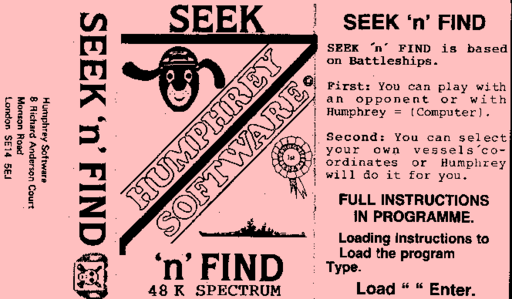 Humphrey Software
8 Richard Anderson Court
Monson Road
London SE14 5EJ
SEEK 'n' FIND
SEEK
HUMPHREY
SOFTWARE
1st
'n' FIND
48 K SPECTRUM
SEEK 'n' FIND
SEEK 'n' FIND is based
on Battleships.
First: You can play with
an opponent or with
Humphrey = (Computer).
Second: You can select
your own vessels'co-
ordinates or Humphrey
will do it for you.
FULL INSTRUCTIONS
IN PROGRAMME.
Loading Instructions to
Load the program
Type.
Load “ “ Enter.